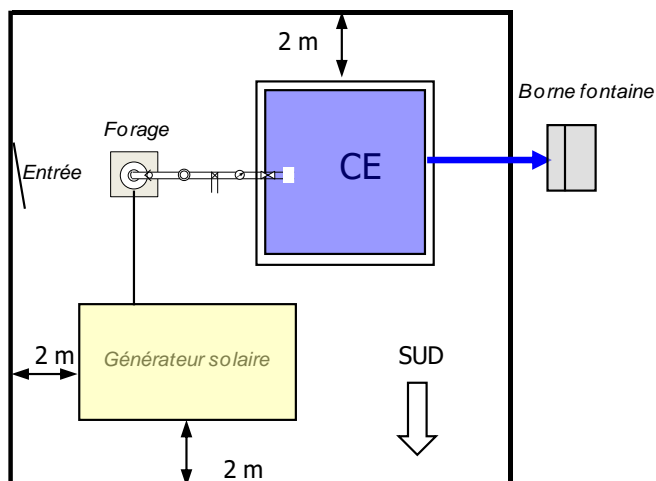 2 m
Borne fontaine
Forage
Entrée
CE
2 m
Générateur solaire
SUD
2 m